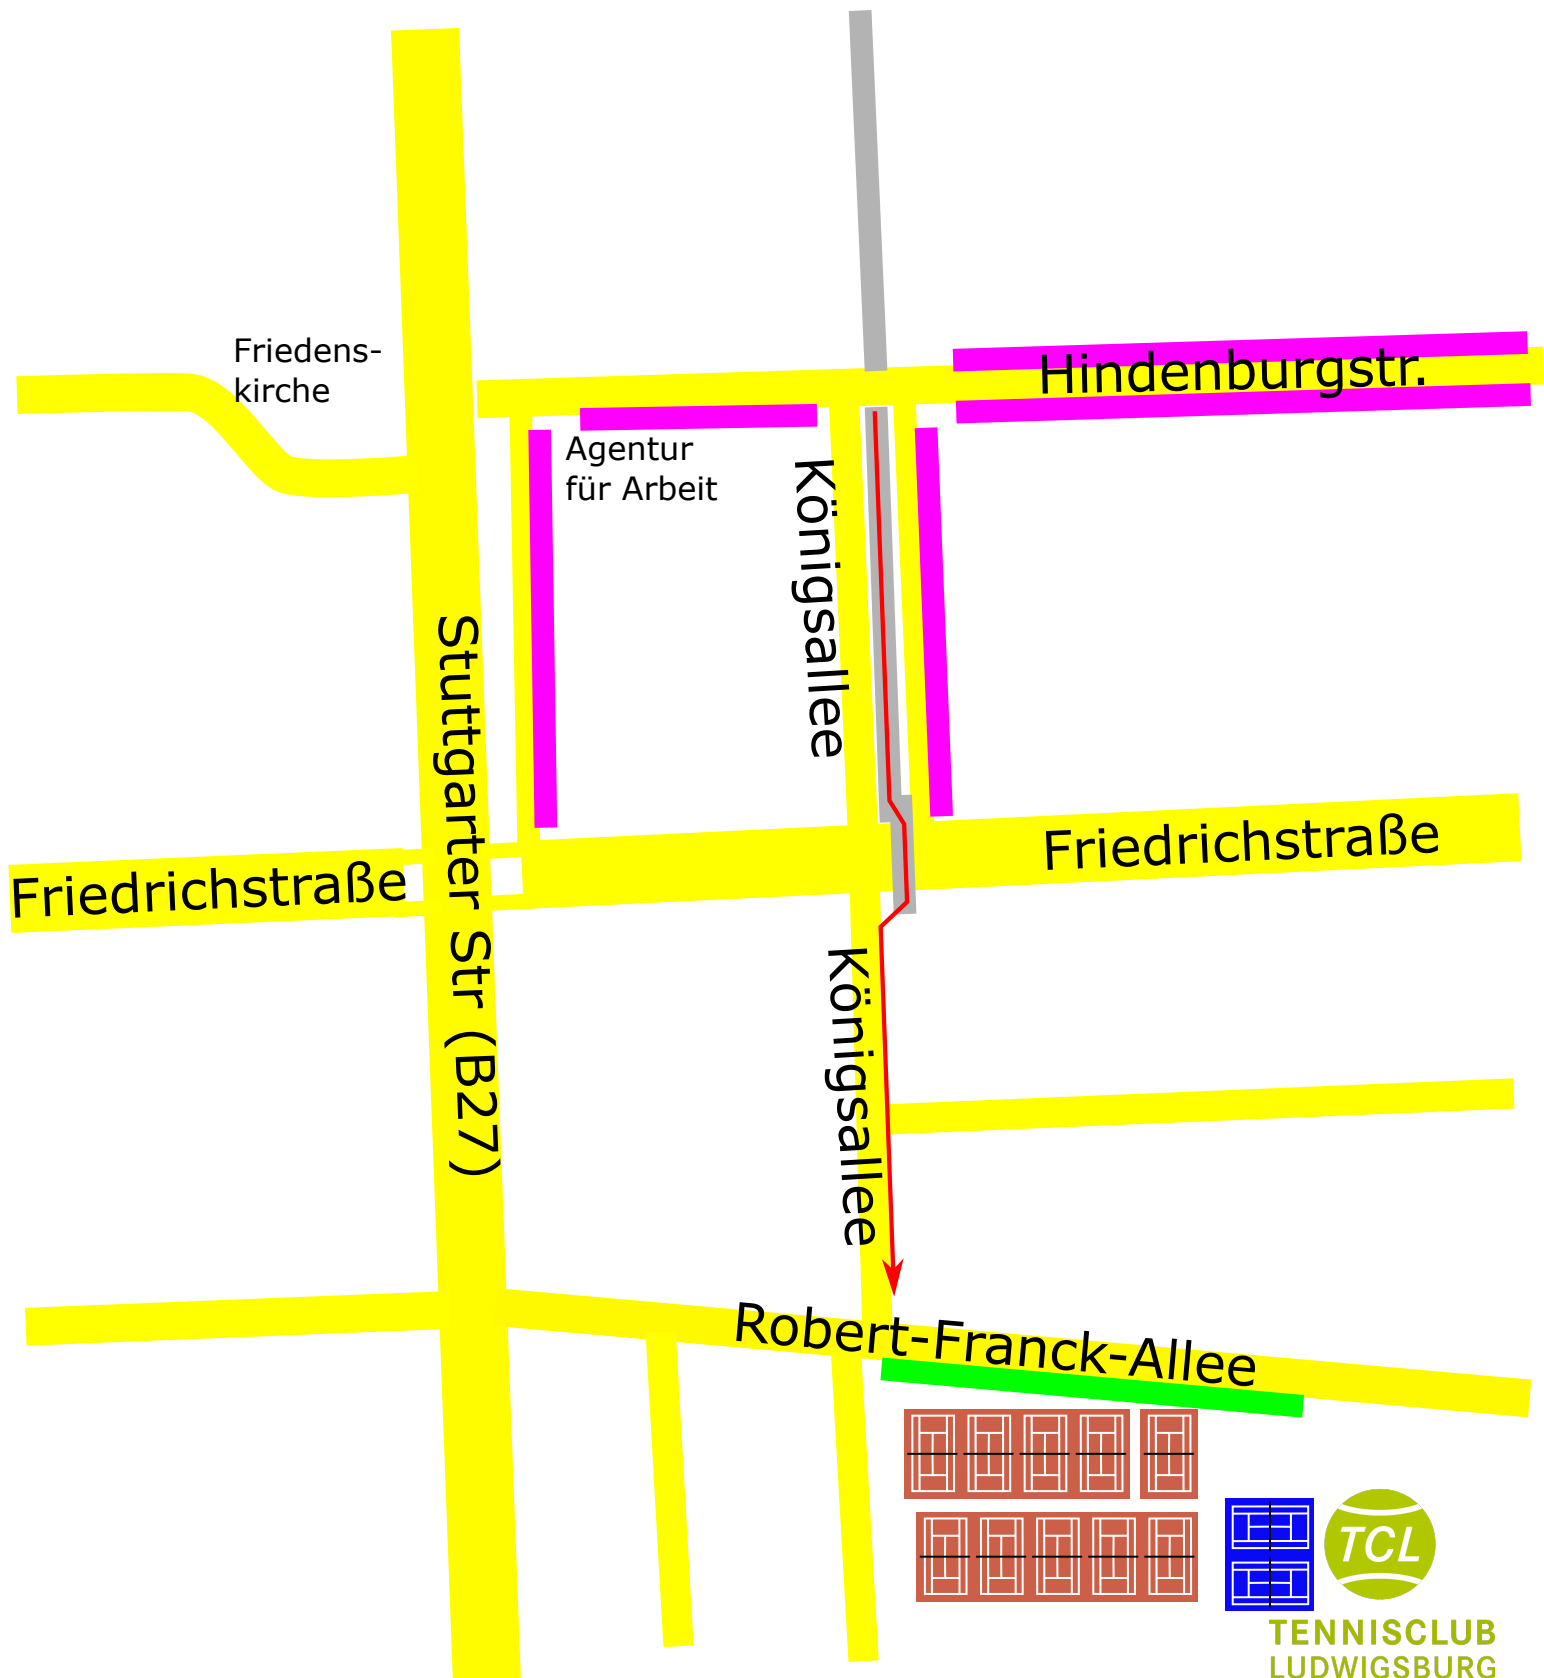 Friedens-
kirche
Hindenburgstr.
Agentur
für Arbeit
Königsallee
Stuttgarter Str (B27)
Friedrichstraße
Friedrichstraße
Königsallee
Robert-Franck-Allee
TCL
TENNISCLUB
LUDWIGSBURG